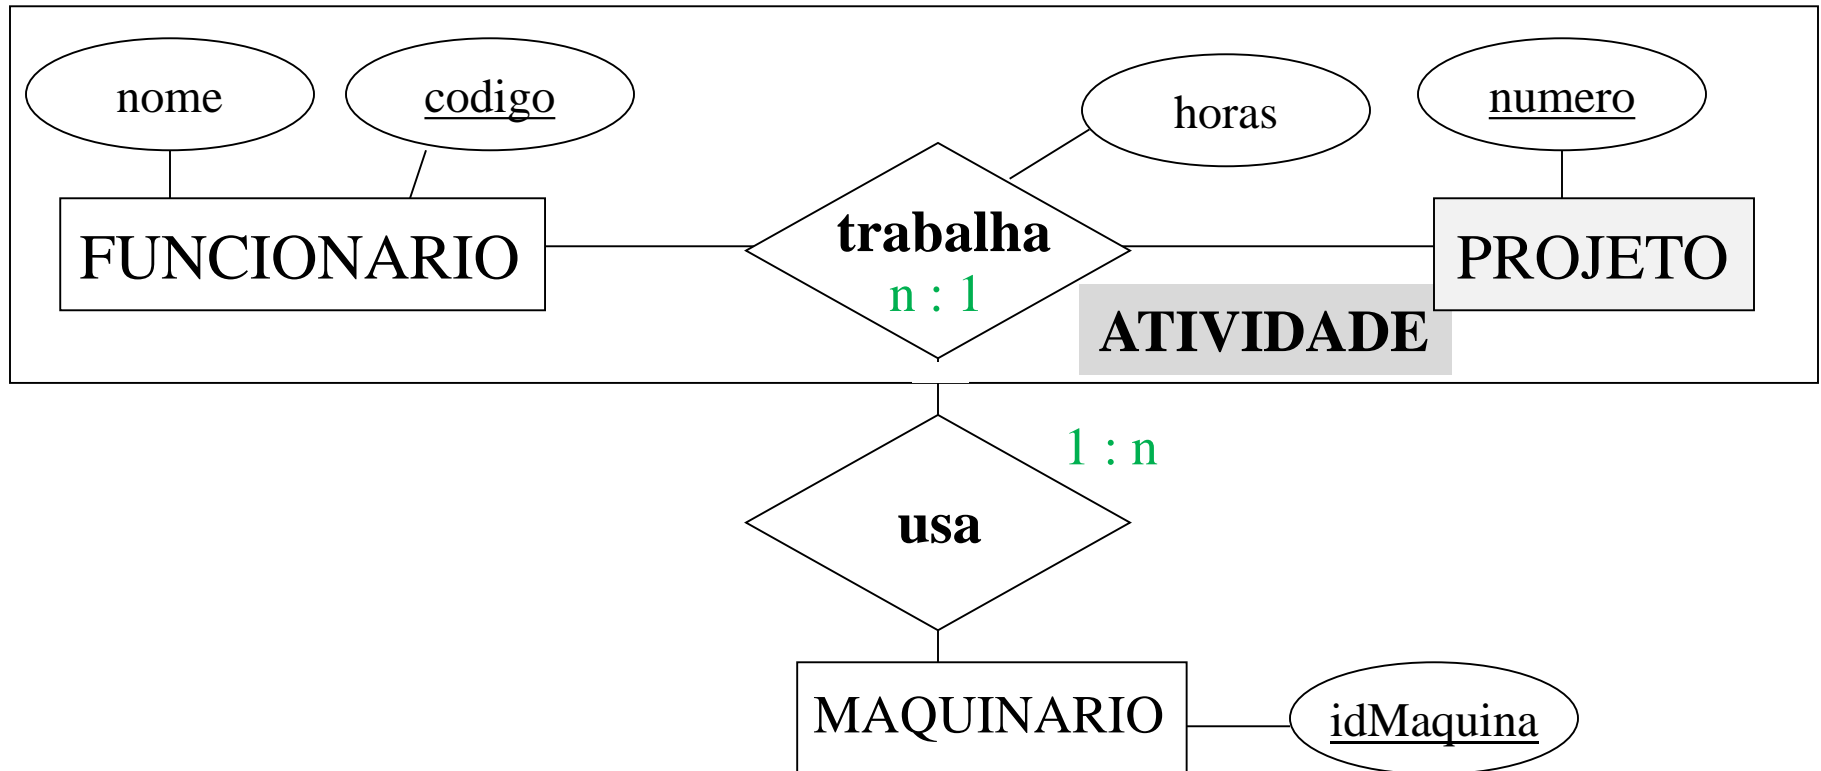 nome
codigo
horas
numero
FUNCIONARIO
trabalha
n : 1
PROJETO
ATIVIDADE
1 : n
usa
MAQUINARIO
idMaquina